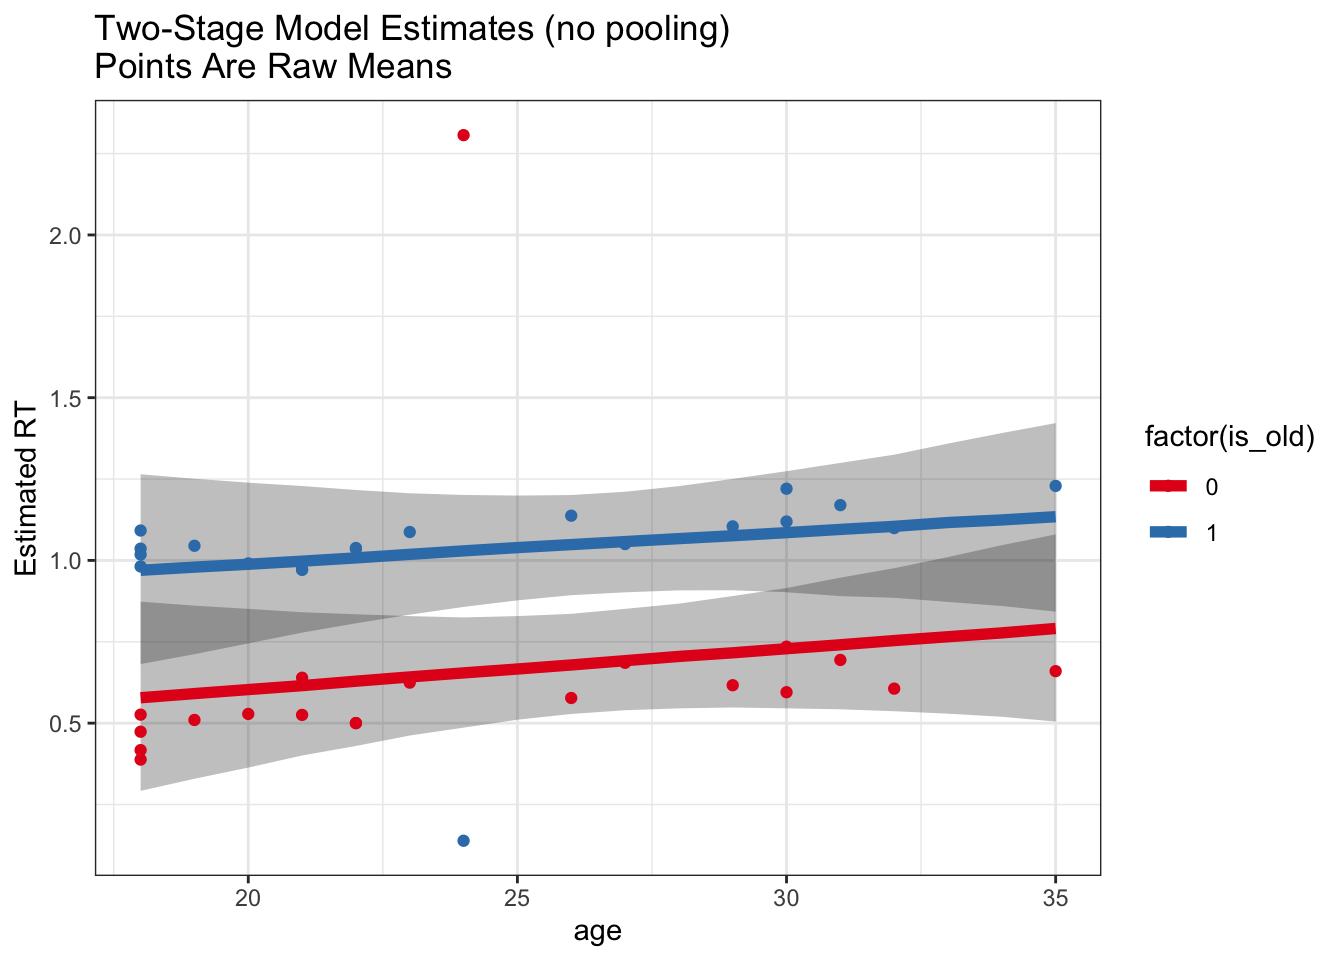 Two-Stage Model Estimates (no pooling)
Points Are Raw Means
2.0
1.5
1.0
0.5
Estimated RT
20
25
30
35
age
factor(is_old)
0
1